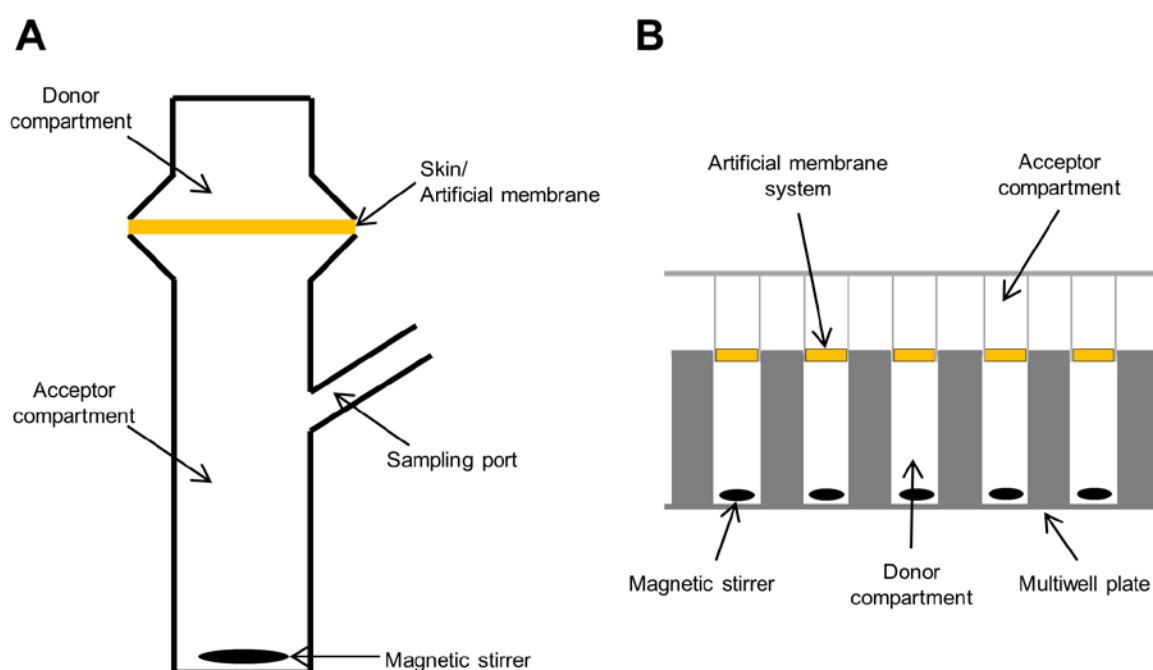 A
Donor
compartment
Skin/
Artificial membrane
Acceptor
compartment
Sampling port
Magnetic stirrer
B
Artificial membrane
system
Acceptor
compartment
Magnetic stirrer
Donor
compartment
Multiwell plate